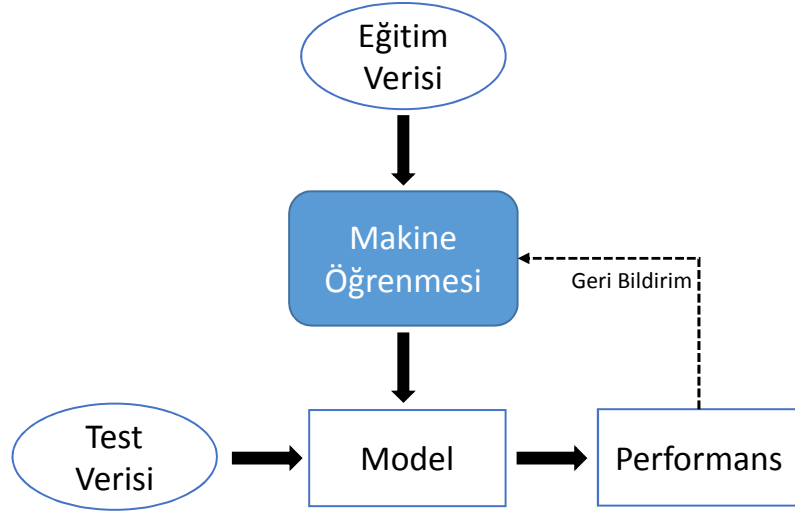 Eğitim
Verisi
Makine
Öğrenmesi
Geri Bildirim
Test
Verisi
Model
Performans